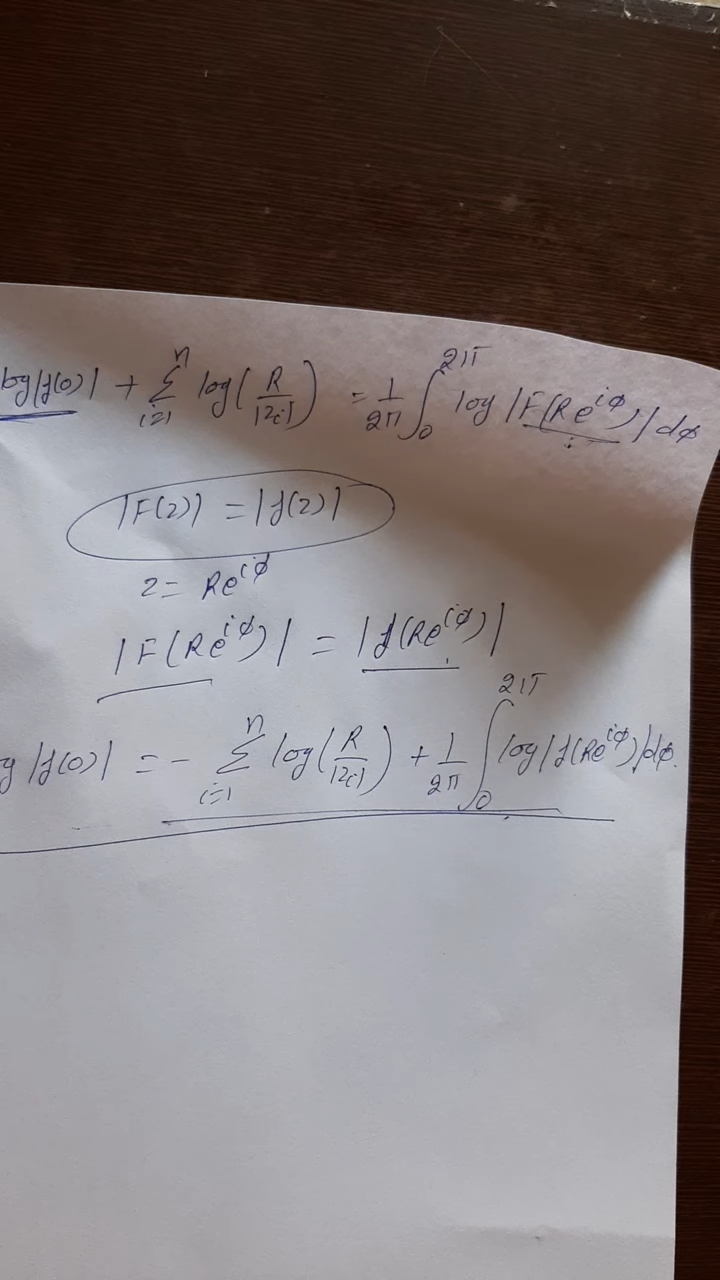 log|f(0)| + Σ_{i=1}^{n} log(R/|z_i|) = 1/2π ∫_0^{2π} log |F(Re^{iφ})| dφ
|F(z)| = |f(z)|
z = Re^{iφ}
|F(Re^{iφ})| = |f(Re^{iφ})|
g |f(0)| = - Σ_{i=1}^{n} log(R/|z_i|) + 1/2π ∫_0^{2π} log|f(Re^{iφ})|dφ.